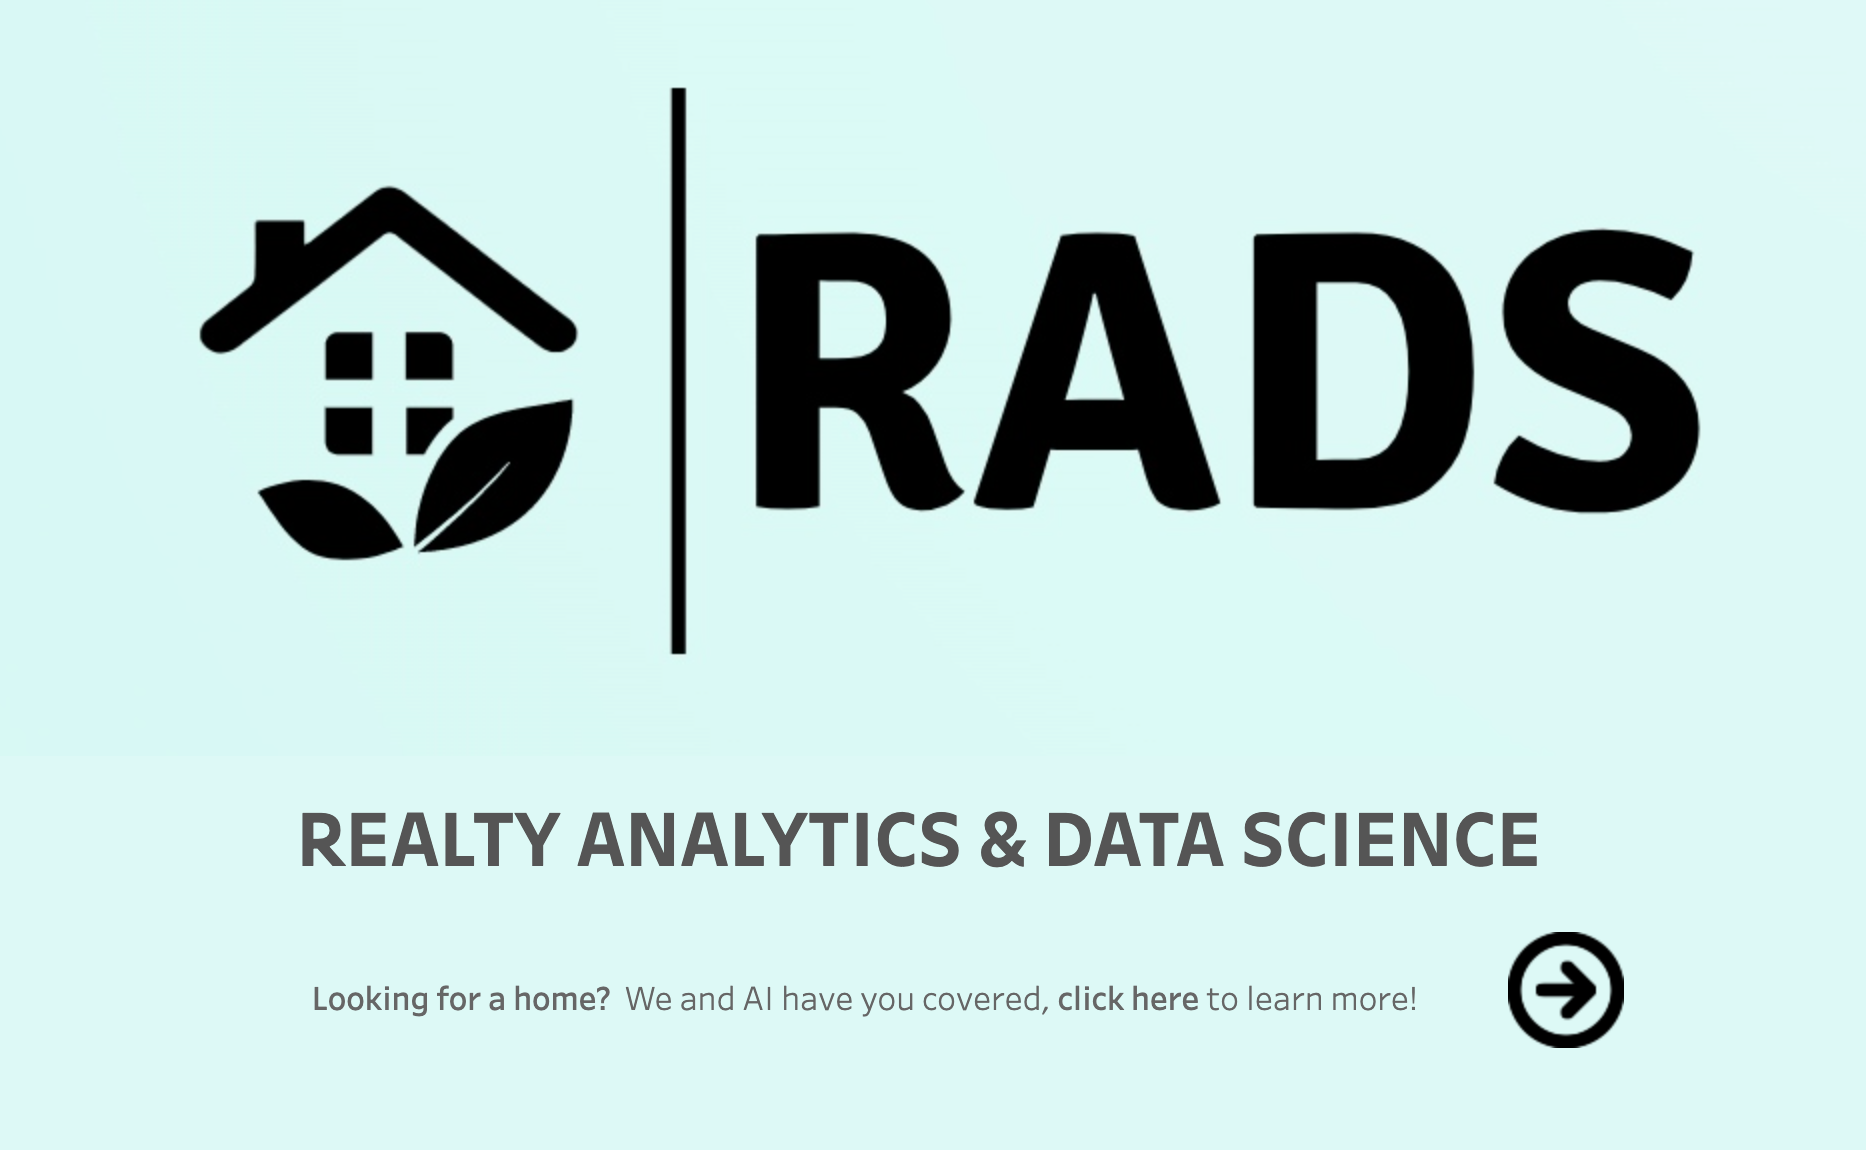 RADS
REALTY ANALYTICS & DATA SCIENCE
Looking for a home?  We and AI have you covered, click here to learn more!